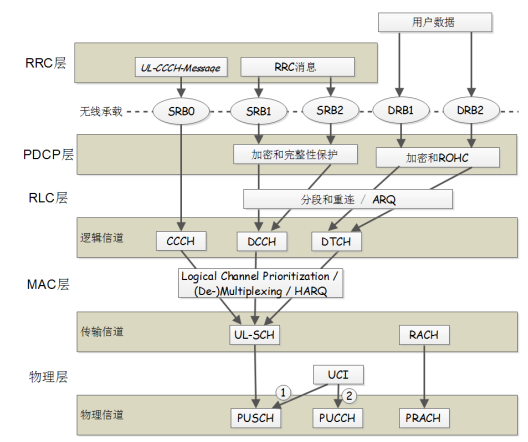 用户数据
RRC层
UL-CCCH-Message
RRC消息
无线承载
SRB0
SRB1
SRB2
DRB1
DRB2
PDCP层
加密和完整性保护
加密和ROHC
RLC层
分段和重连 / ARQ
逻辑信道
CCCH
DCCH
DTCH
MAC层
Logical Channel Prioritization /
(De-)Multiplexing / HARQ
传输信道
UL-SCH
RACH
物理层
UCI
1
2
物理信道
PUSCH
PUCCH
PRACH